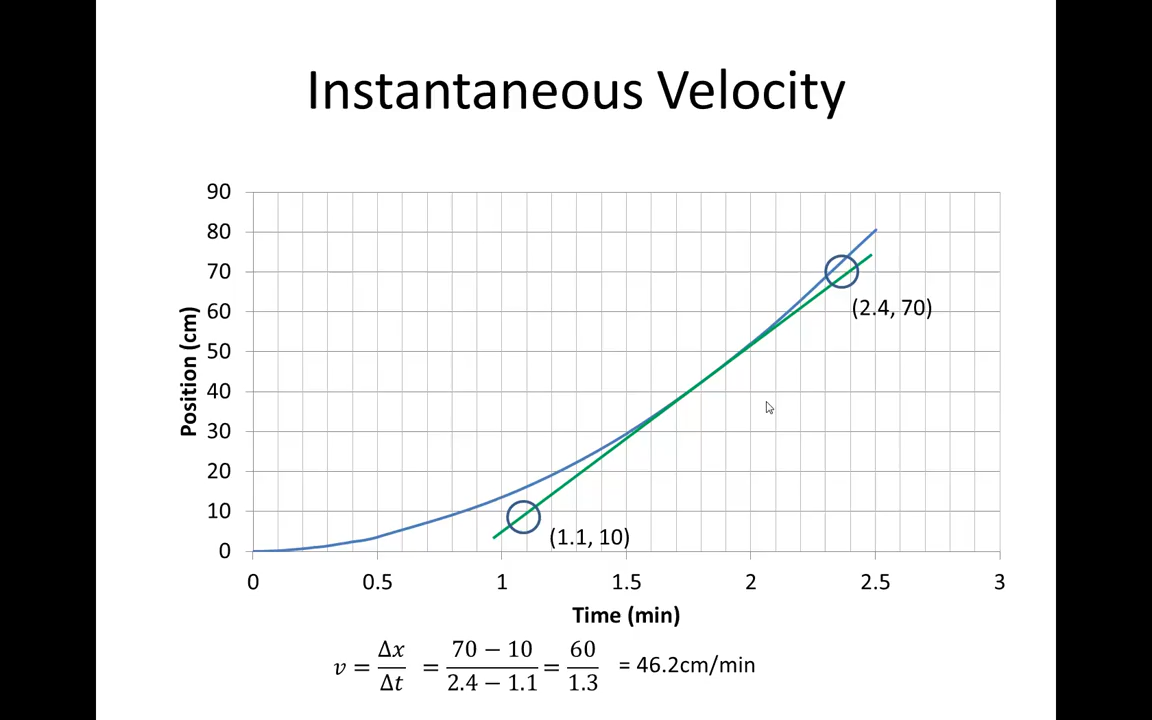 Instantaneous Velocity
90
80
70
60
50
40
30
20
10
0
Position (cm)
(2.4, 70)
(1.1, 10)
0 0.5 1 1.5 2 2.5 3
Time (min)
v = Δx/Δt = 70 − 10/2.4 − 1.1 = 60/1.3 = 46.2cm/min